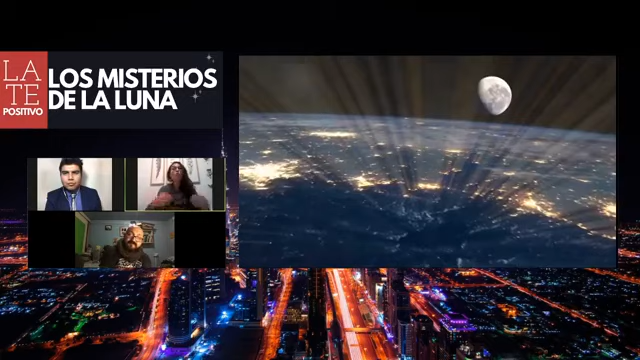 LA
TE
POSITIVO
LOS MISTERIOS
DE LA LUNA